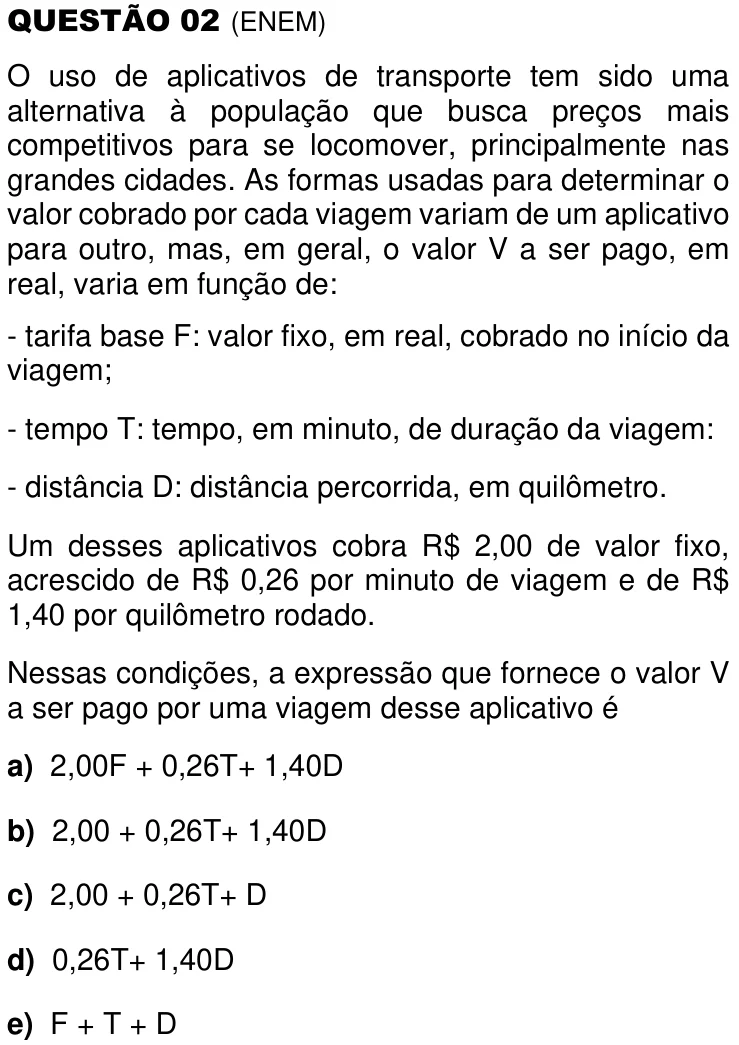 QUESTÃO 02 (ENEM)
O uso de aplicativos de transporte tem sido uma
alternativa à população que busca preços mais
competitivos para se locomover, principalmente nas
grandes cidades. As formas usadas para determinar o
valor cobrado por cada viagem variam de um aplicativo
para outro, mas, em geral, o valor V a ser pago, em
real, varia em função de:
- tarifa base F: valor fixo, em real, cobrado no início da
viagem;
- tempo T: tempo, em minuto, de duração da viagem:
- distância D: distância percorrida, em quilômetro.
Um desses aplicativos cobra R$ 2,00 de valor fixo,
acrescido de R$ 0,26 por minuto de viagem e de R$
1,40 por quilômetro rodado.
Nessas condições, a expressão que fornece o valor V
a ser pago por uma viagem desse aplicativo é
a) 2,00F + 0,26T+ 1,40D
b) 2,00 + 0,26T+ 1,40D
c) 2,00 + 0,26T+ D
d) 0,26T+ 1,40D
e) F + T + D